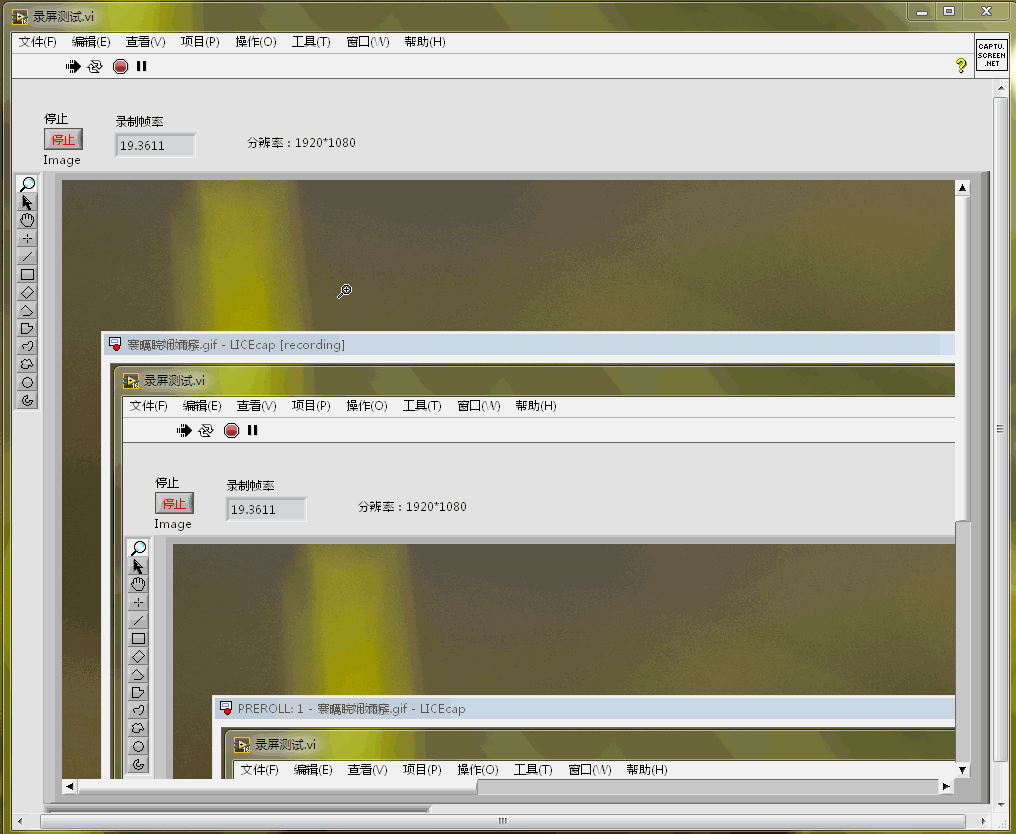 录屏测试.vi
文件(F) 编辑(E) 查看(V) 项目(P) 操作(O) 工具(T) 窗口(W) 帮助(H)
?
CAPTU.
SCREEN
.NET
停止 录制帧率
停止 19.3611 分辨率：1920*1080
Image
.gif - LICEcap [recording]
录屏测试.vi
文件(F) 编辑(E) 查看(V) 项目(P) 操作(O) 工具(T) 窗口(W) 帮助(H)
停止 录制帧率
停止 19.3611 分辨率：1920*1080
Image
PREROLL: 1 - .gif - LICEcap
录屏测试.vi
文件(F) 编辑(E) 查看(V) 项目(P) 操作(O) 工具(T) 窗口(W) 帮助(H)